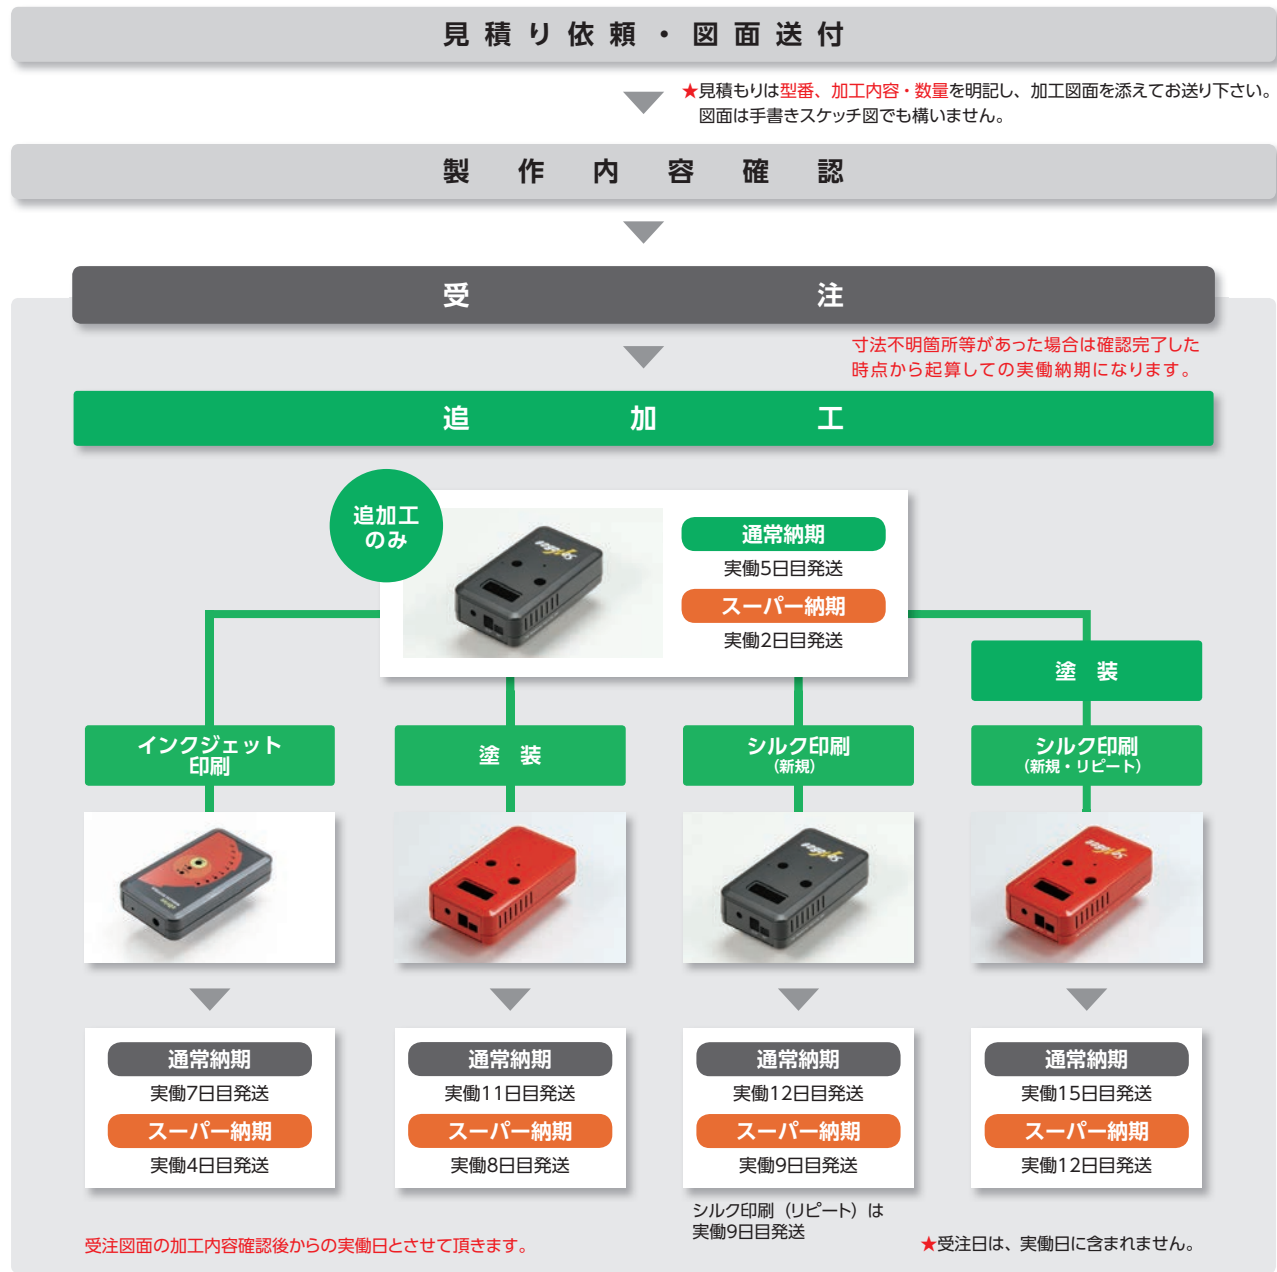 見積り依頼・図面送付
★見積もりは型番、加工内容・数量を明記し、加工図面を添えてお送り下さい。
図面は手書きスケッチ図でも構いません。
製作内容確認
受注
寸法不明箇所等があった場合は確認完了した
時点から起算しての実働納期になります。
追加工
追加工
のみ
通常納期
実働5日目発送
スーパー納期
実働2日目発送
インクジェット
印刷
塗装
シルク印刷
(新規)
塗装
シルク印刷
(新規・リピート)
通常納期
実働7日目発送
スーパー納期
実働4日目発送
通常納期
実働11日目発送
スーパー納期
実働8日目発送
通常納期
実働12日目発送
スーパー納期
実働9日目発送
通常納期
実働15日目発送
スーパー納期
実働12日目発送
シルク印刷（リピート）は
実働9日目発送
受注図面の加工内容確認後からの実働日とさせて頂きます。
★受注日は、実働日に含まれません。